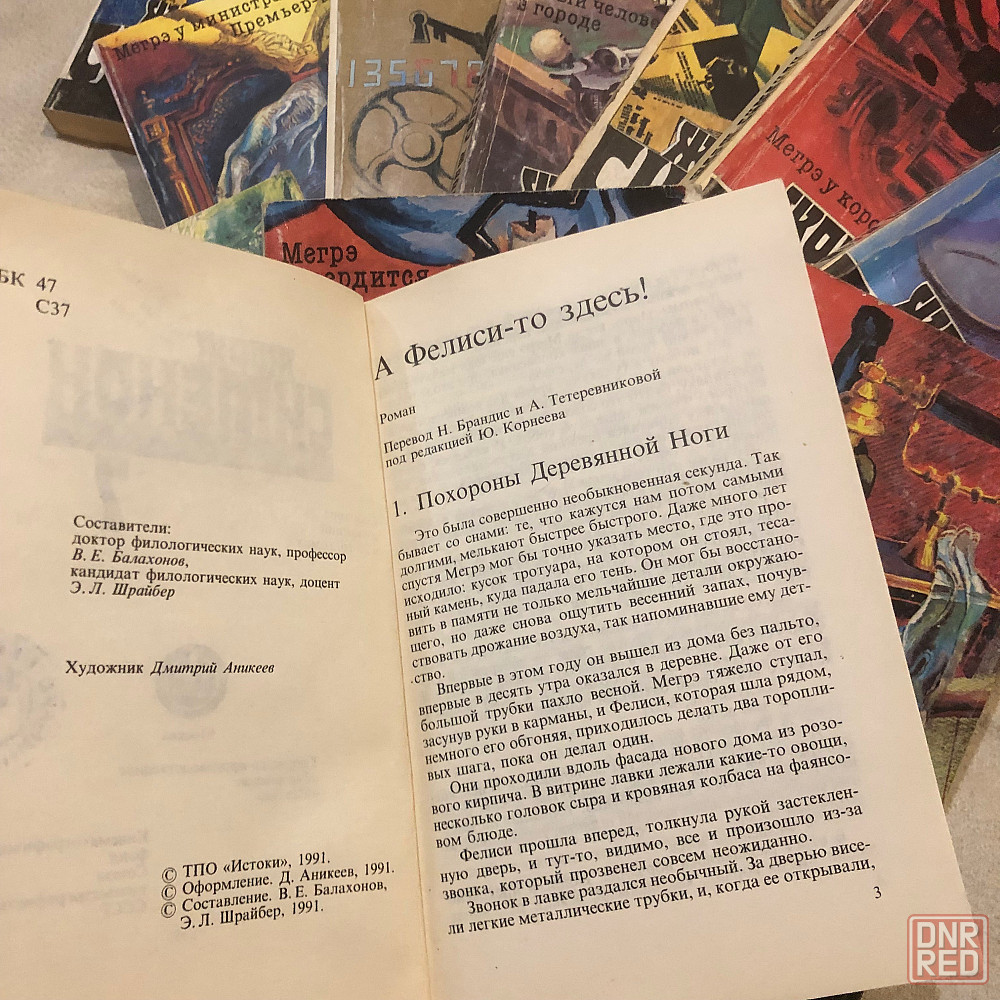 Мегрэ у министра
Премьер-
135672
в городе
Мегрэ у коро
Мегрэ
ердится
БК 47
С37
Составители:
доктор филологических наук, профессор
В. Е. Балахонов,
кандидат филологических наук, доцент
Э. Л. Шрайбер
Художник Дмитрий Аникеев
© ТПО «Истоки», 1991.
© Оформление. Д. Аникеев, 1991.
© Составление. В. Е. Балахонов,
Э. Л. Шрайбер, 1991.
А Фелиси-то здесь!
Роман
Перевод Н. Брандис и А. Тетеревниковой
под редакцией Ю. Корнеева
1. Похороны Деревянной Ноги
Это была совершенно необыкновенная секунда. Так
бывает со снами: те, что кажутся нам потом самыми
долгими, мелькают быстрее быстрого. Даже много лет
спустя Мегрэ мог бы точно указать место, где это про-
исходило: кусок тротуара, на котором он стоял, теса-
ный камень, куда падала его тень. Он мог бы восстано-
вить в памяти не только мельчайшие детали окружаю-
щего, но даже снова ощутить весенний запах, почув-
ствовать дрожание воздуха, так напоминавшие ему дет-
ство.
Впервые в этом году он вышел из дома без пальто,
впервые в десять утра оказался в деревне. Даже от его
большой трубки пахло весной. Мегрэ тяжело ступал,
засунув руки в карманы, и Фелиси, которая шла рядом,
немного его обгоняя, приходилось делать два торопли-
вых шага, пока он делал один.
Они проходили вдоль фасада нового дома из розо-
вого кирпича. В витрине лавки лежали какие-то овощи,
несколько головок сыра и кровяная колбаса на фаянсо-
вом блюде.
Фелиси прошла вперед, толкнула рукой застеклен-
ную дверь, и тут-то, видимо, все и произошло из-за
звонка, который прозвенел совсем неожиданно.
Звонок в лавке раздался необычный. За дверью висе-
ли легкие металлические трубки, и, когда ее открывали,
3
DNR
RED